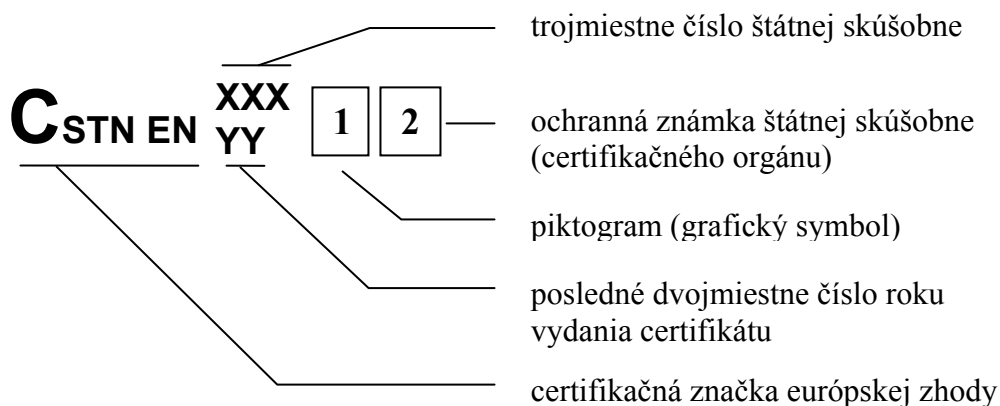 trojmiestne číslo štátnej skúšobne
XXX
CSTN EN
YY
1 2
ochranná známka štátnej skúšobne
(certifikačného orgánu)
piktogram (grafický symbol)
posledné dvojmiestne číslo roku
vydania certifikátu
certifikačná značka európskej zhody